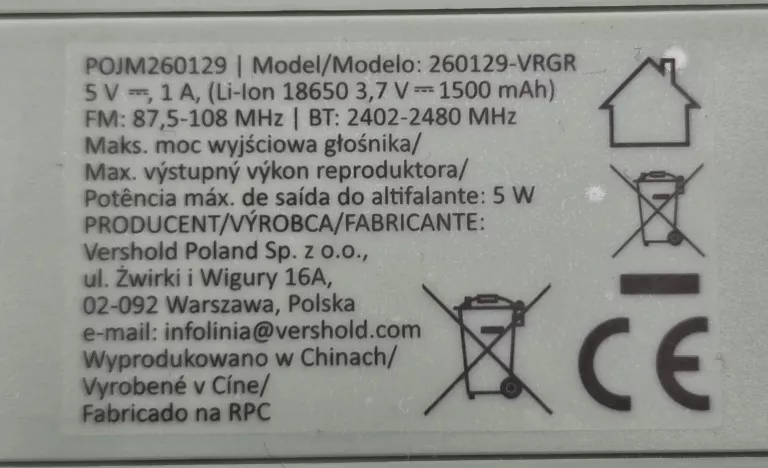 POJM260129 | Model/Modelo: 260129-VRGR
5 V ⎓, 1 A, (Li-Ion 18650 3,7 V ⎓ 1500 mAh)
FM: 87,5-108 MHz | BT: 2402-2480 MHz
Maks. moc wyjściowa głośnika/
Max. výstupný výkon reproduktora/
Potência máx. de saída do altifalante: 5 W
PRODUCENT/VÝROBCA/FABRICANTE:
Vershold Poland Sp. z o.o.,
ul. Żwirki i Wigury 16A,
02-092 Warszawa, Polska
e-mail: infolinia@vershold.com
Wyprodukowano w Chinach/
Vyrobené v Číne/
Fabricado na RPC
CE